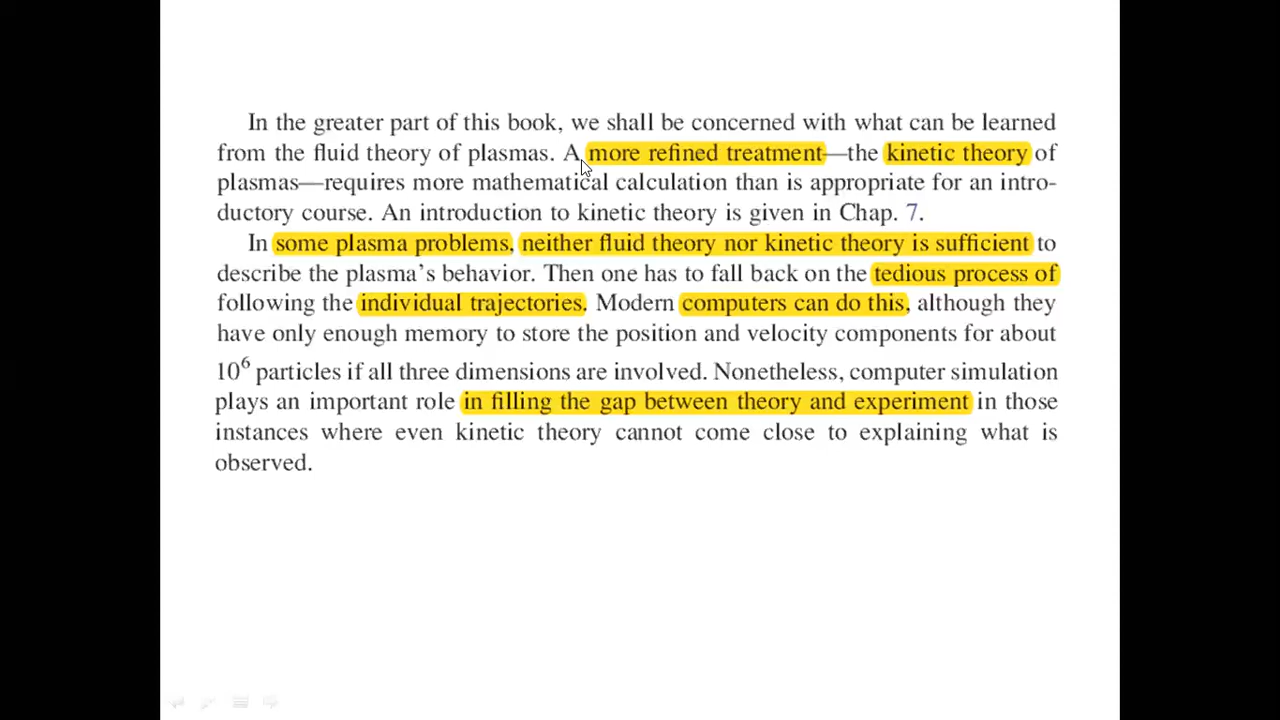 In the greater part of this book, we shall be concerned with what can be learned
from the fluid theory of plasmas. A more refined treatment—the kinetic theory of
plasmas—requires more mathematical calculation than is appropriate for an intro-
ductory course. An introduction to kinetic theory is given in Chap. 7.
In some plasma problems, neither fluid theory nor kinetic theory is sufficient to
describe the plasma's behavior. Then one has to fall back on the tedious process of
following the individual trajectories. Modern computers can do this, although they
have only enough memory to store the position and velocity components for about
10⁶ particles if all three dimensions are involved. Nonetheless, computer simulation
plays an important role in filling the gap between theory and experiment in those
instances where even kinetic theory cannot come close to explaining what is
observed.